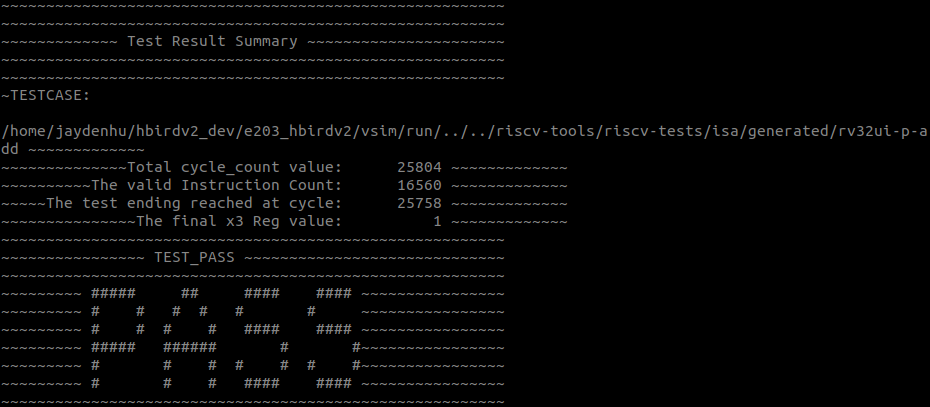 ~~~~~~~~~~~~~~~~~~~~~~~~~~~~~~~~~~~~~~~~~~~~~~~~~~~~~~~~
~~~~~~~~~~~~~~~~~~~~~~~~~~~~~~~~~~~~~~~~~~~~~~~~~~~~~~~~
~~~~~~~~~~~~~ Test Result Summary ~~~~~~~~~~~~~~~~~~~~~~
~~~~~~~~~~~~~~~~~~~~~~~~~~~~~~~~~~~~~~~~~~~~~~~~~~~~~~~~
~~~~~~~~~~~~~~~~~~~~~~~~~~~~~~~~~~~~~~~~~~~~~~~~~~~~~~~~
~TESTCASE:
/home/jaydenhu/hbirdv2_dev/e203_hbirdv2/vsim/run/../../riscv-tools/riscv-tests/isa/generated/rv32ui-p-a
dd ~~~~~~~~~~~~~
~~~~~~~~~~~~~~Total cycle_count value:      25804 ~~~~~~~~~~~~~
~~~~~~~~~~The valid Instruction Count:      16560 ~~~~~~~~~~~~~
~~~~~The test ending reached at cycle:      25758 ~~~~~~~~~~~~~
~~~~~~~~~~~~~~~The final x3 Reg value:          1 ~~~~~~~~~~~~~
~~~~~~~~~~~~~~~~~~~~~~~~~~~~~~~~~~~~~~~~~~~~~~~~~~~~~~~~
~~~~~~~~~~~~~~~~ TEST_PASS ~~~~~~~~~~~~~~~~~~~~~~~~~~~~~
~~~~~~~~~~~~~~~~~~~~~~~~~~~~~~~~~~~~~~~~~~~~~~~~~~~~~~~~
~~~~~~~~~ #####     ##     ####    #### ~~~~~~~~~~~~~~~~
~~~~~~~~~ #    #   #  #   #       #     ~~~~~~~~~~~~~~~~
~~~~~~~~~ #    #  #    #   ####    #### ~~~~~~~~~~~~~~~~
~~~~~~~~~ #####   ######       #       #~~~~~~~~~~~~~~~~
~~~~~~~~~ #       #    #  #    #  #    #~~~~~~~~~~~~~~~~
~~~~~~~~~ #       #    #   ####    #### ~~~~~~~~~~~~~~~~
~~~~~~~~~~~~~~~~~~~~~~~~~~~~~~~~~~~~~~~~~~~~~~~~~~~~~~~~